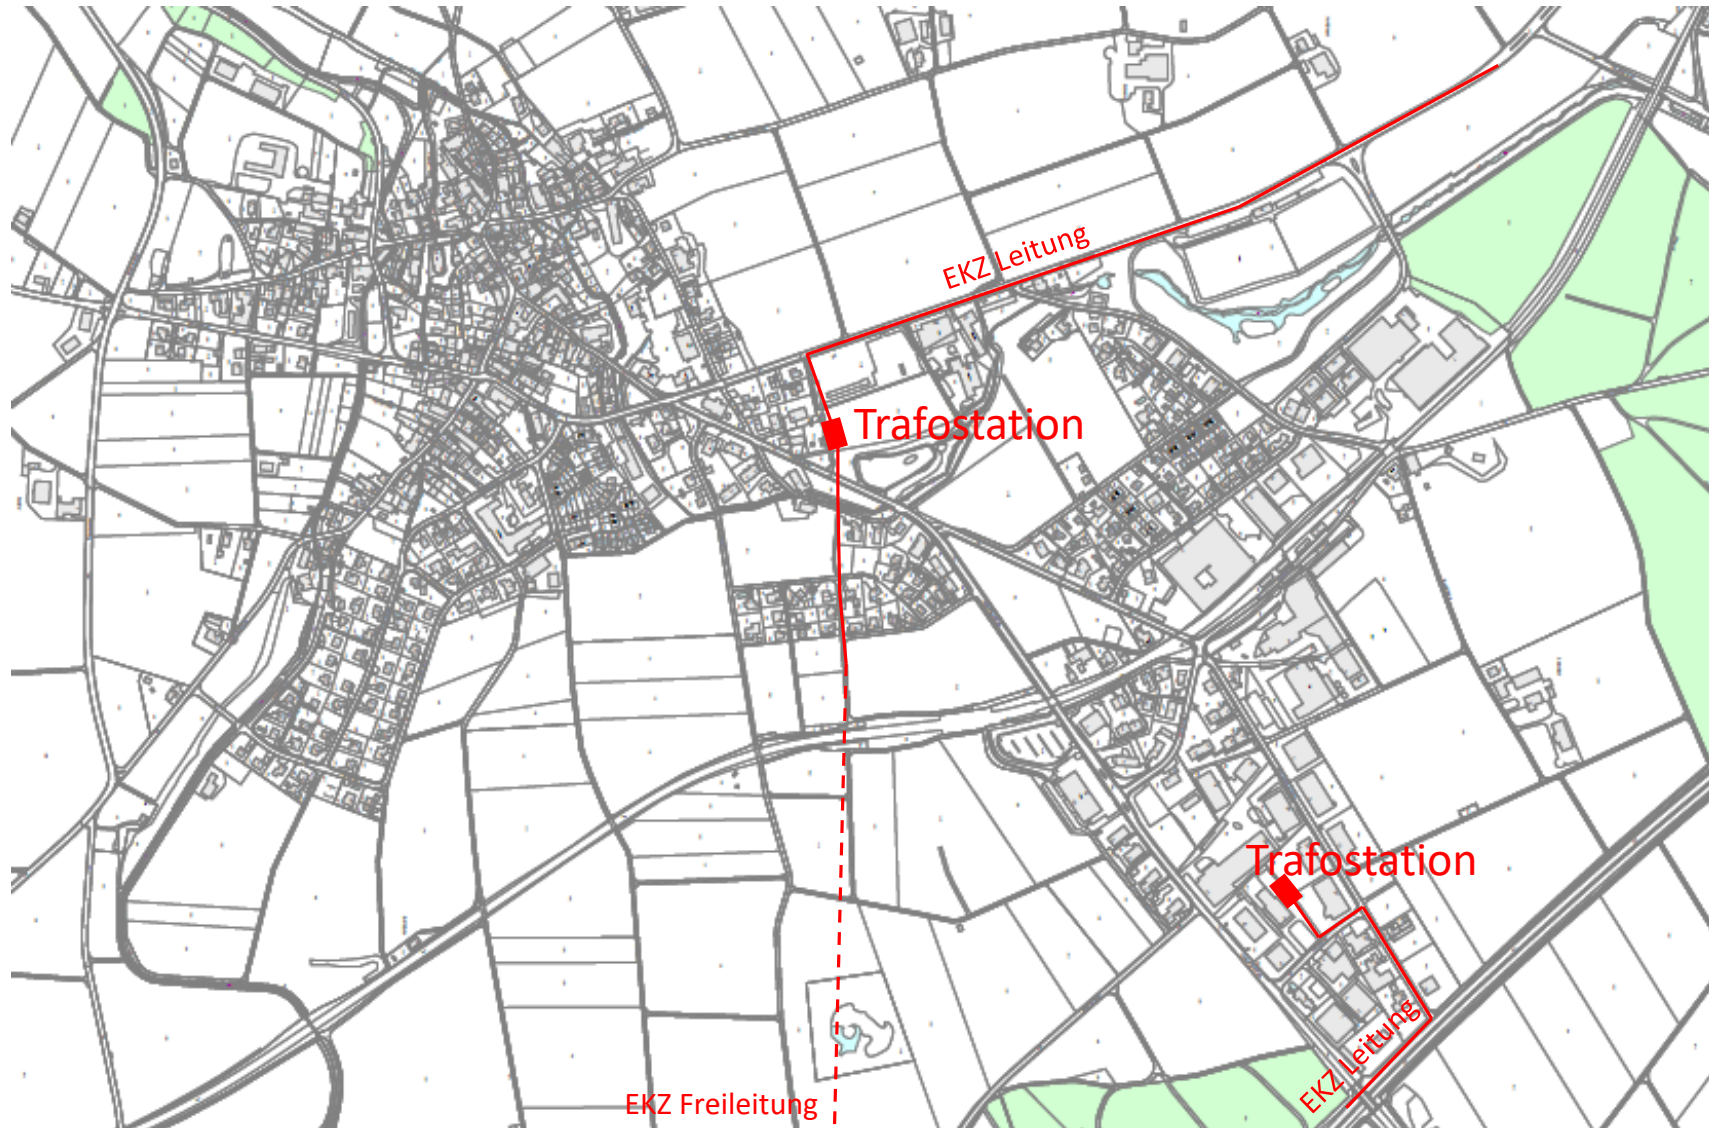 EKZ Leitung
Trafostation
Trafostation
EKZ Leitung
EKZ Freileitung